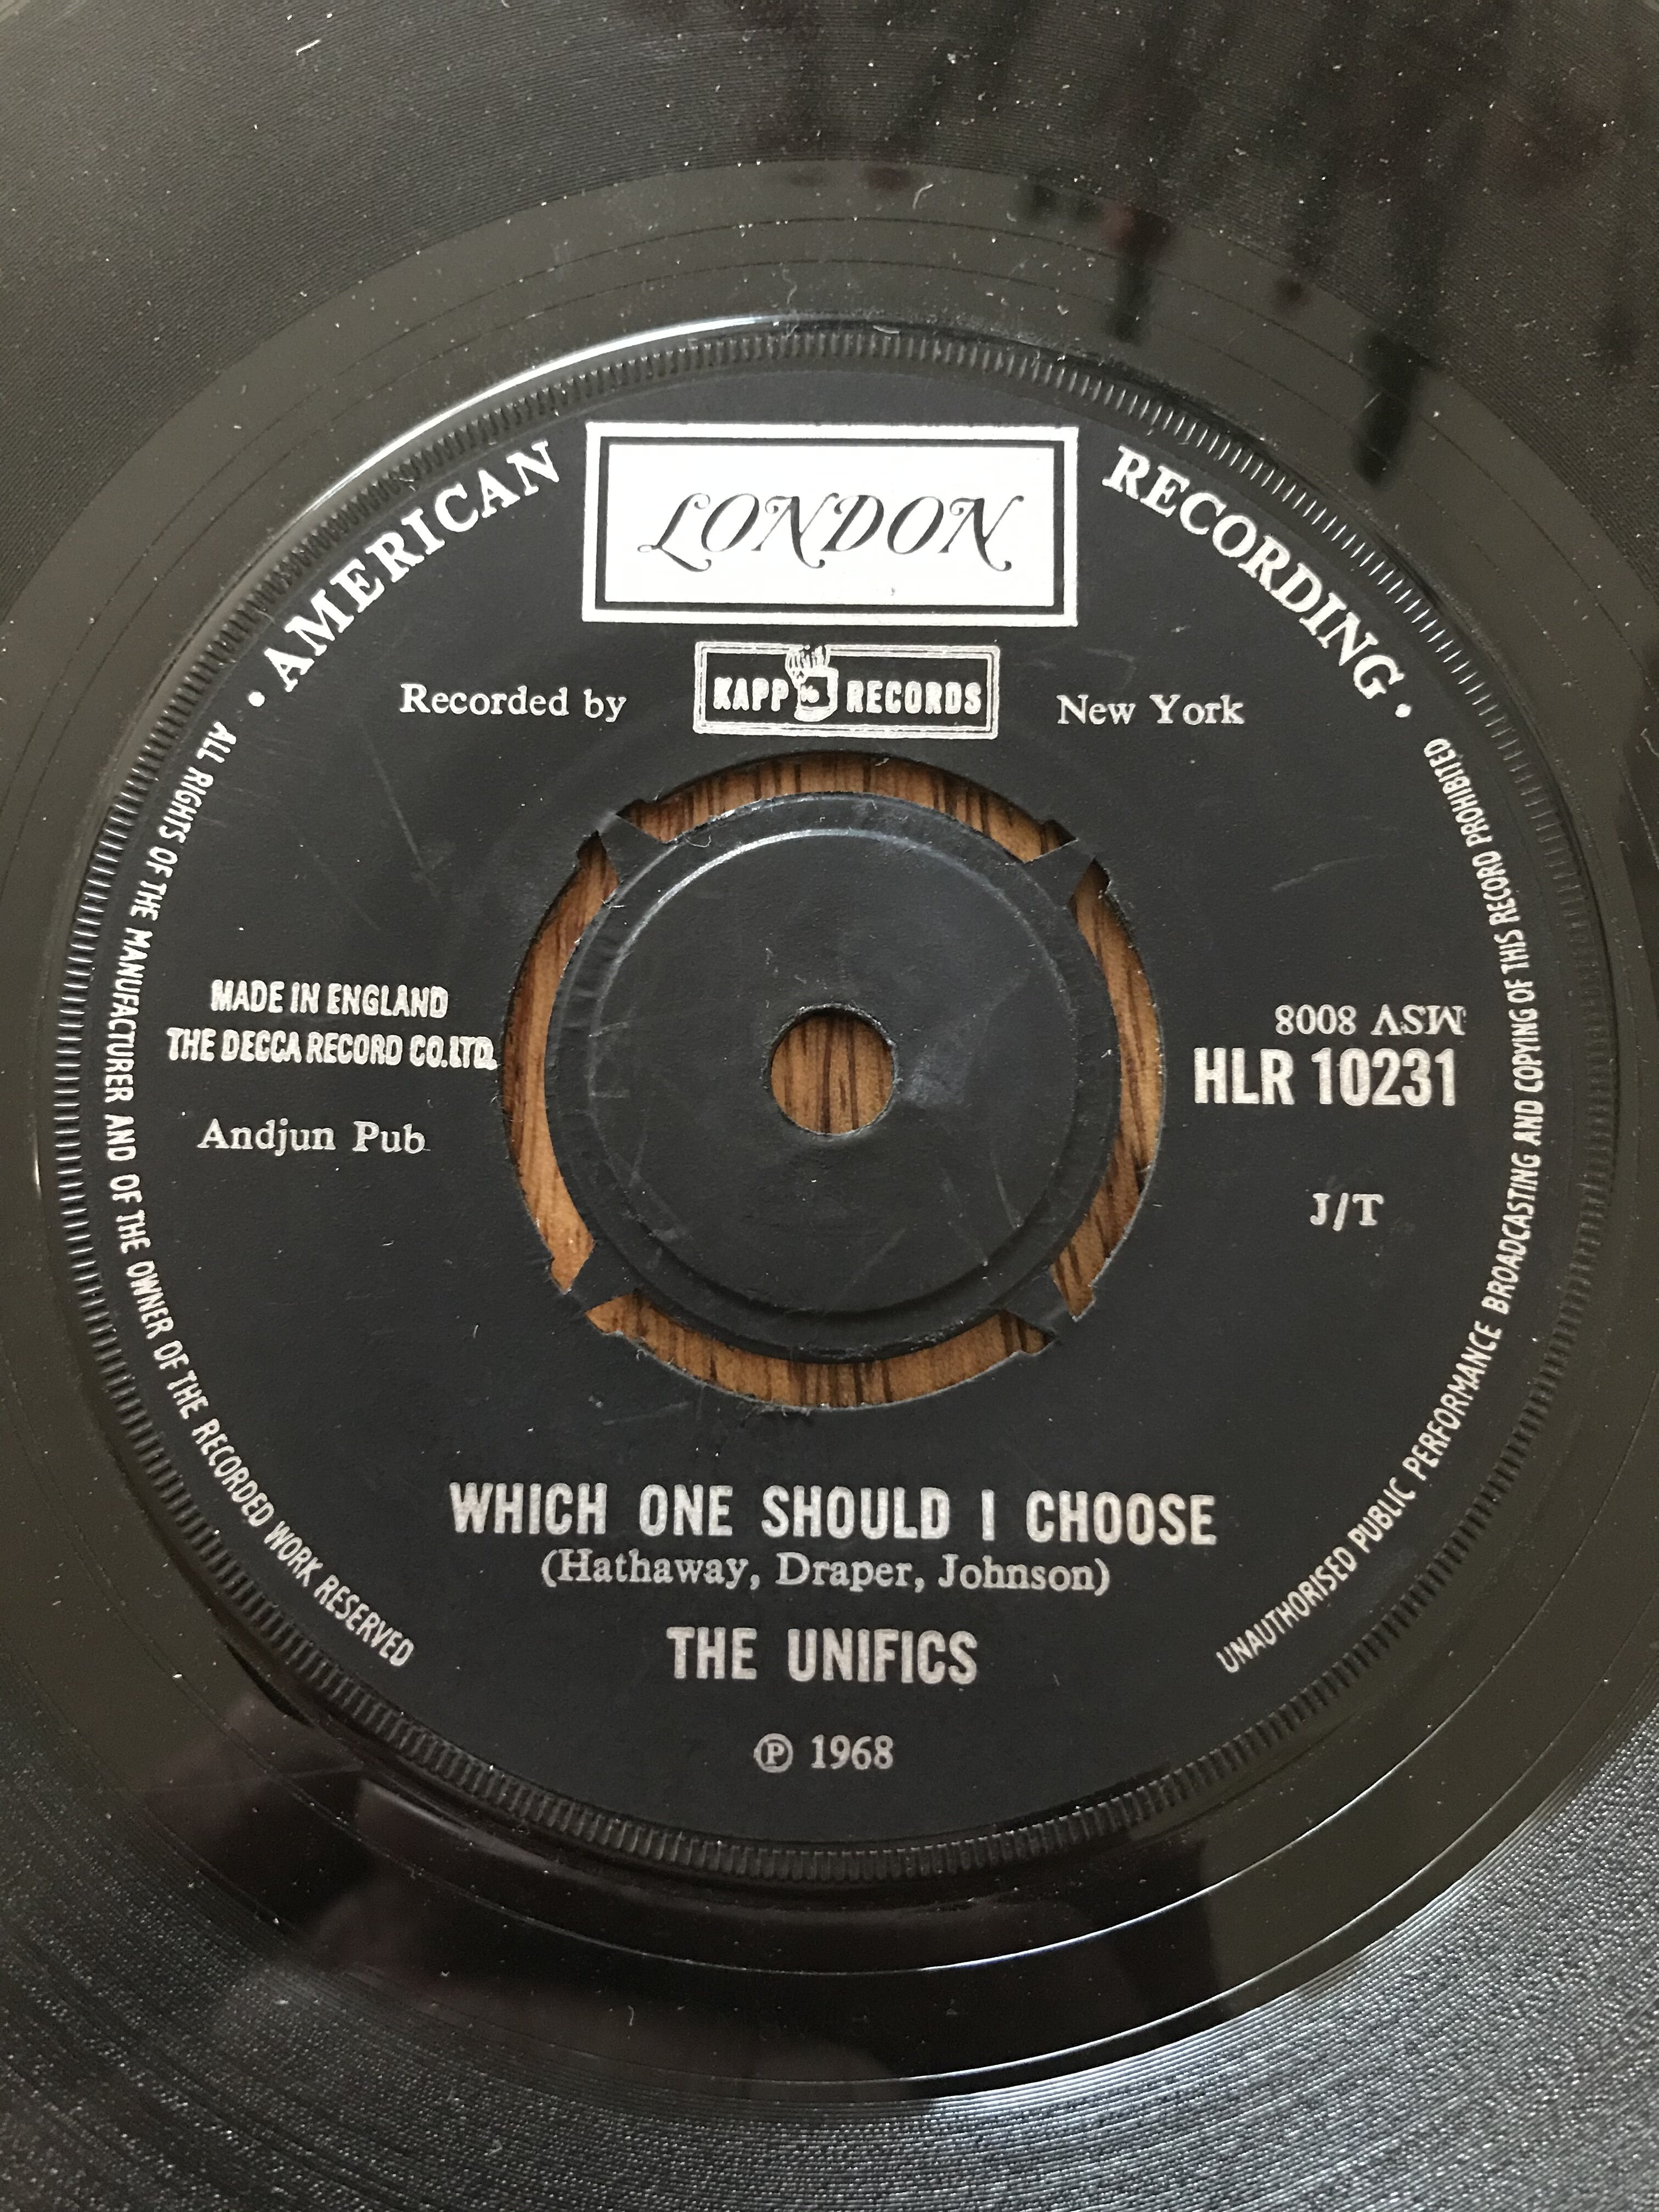 • AMERICAN RECORDING •
LONDON
Recorded by KAPP RECORDS New York
MADE IN ENGLAND
THE DECCA RECORD CO. LTD.
Andjun Pub
MSV 8008
HLR 10231
J/T
WHICH ONE SHOULD I CHOOSE
(Hathaway, Draper, Johnson)
THE UNIFICS
℗ 1968
ALL RIGHTS OF THE MANUFACTURER AND OF THE OWNER OF THE RECORDED WORK RESERVED
UNAUTHORISED PUBLIC PERFORMANCE BROADCASTING AND COPYING OF THIS RECORD PROHIBITED